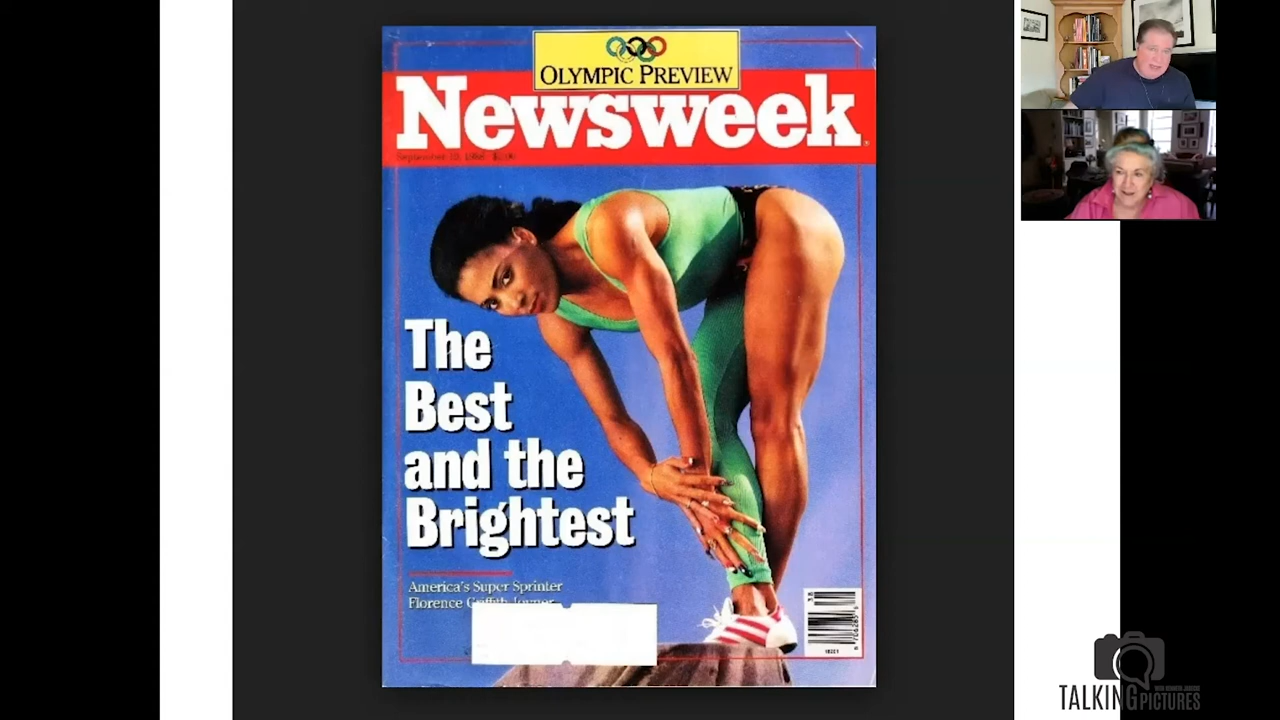 OLYMPIC PREVIEW
Newsweek
The
Best
and the
Brightest
America's Super Sprinter
Florence Griffith Joyner
TALKING PICTURES